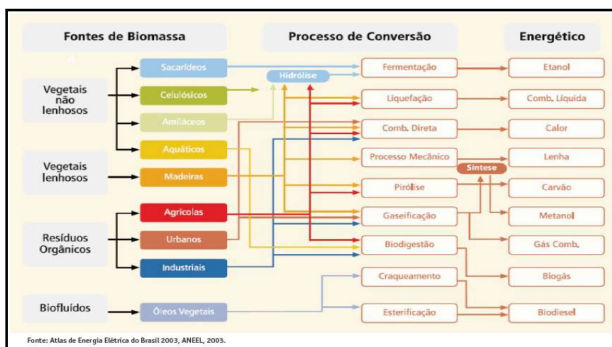 Fontes de Biomassa
Processo de Conversão
Energético
Vegetais
não
lenhosos
Sacarídeos
Celulósicos
Amiláceos
Aquáticos
Vegetais
lenhosos
Madeiras
Resíduos
Orgânicos
Agrícolas
Urbanos
Industriais
Biofluídos
Óleos Vegetais
Hidrólise
Fermentação
Liquefação
Comb. Direta
Processo Mecânico
Pirólise
Gaseificação
Biodigestão
Craqueamento
Esterificação
Síntese
Etanol
Comb. Líquida
Calor
Lenha
Carvão
Metanol
Gás Comb.
Biogás
Biodiesel
Fonte: Atlas de Energia Elétrica do Brasil 2003, ANEEL, 2003.